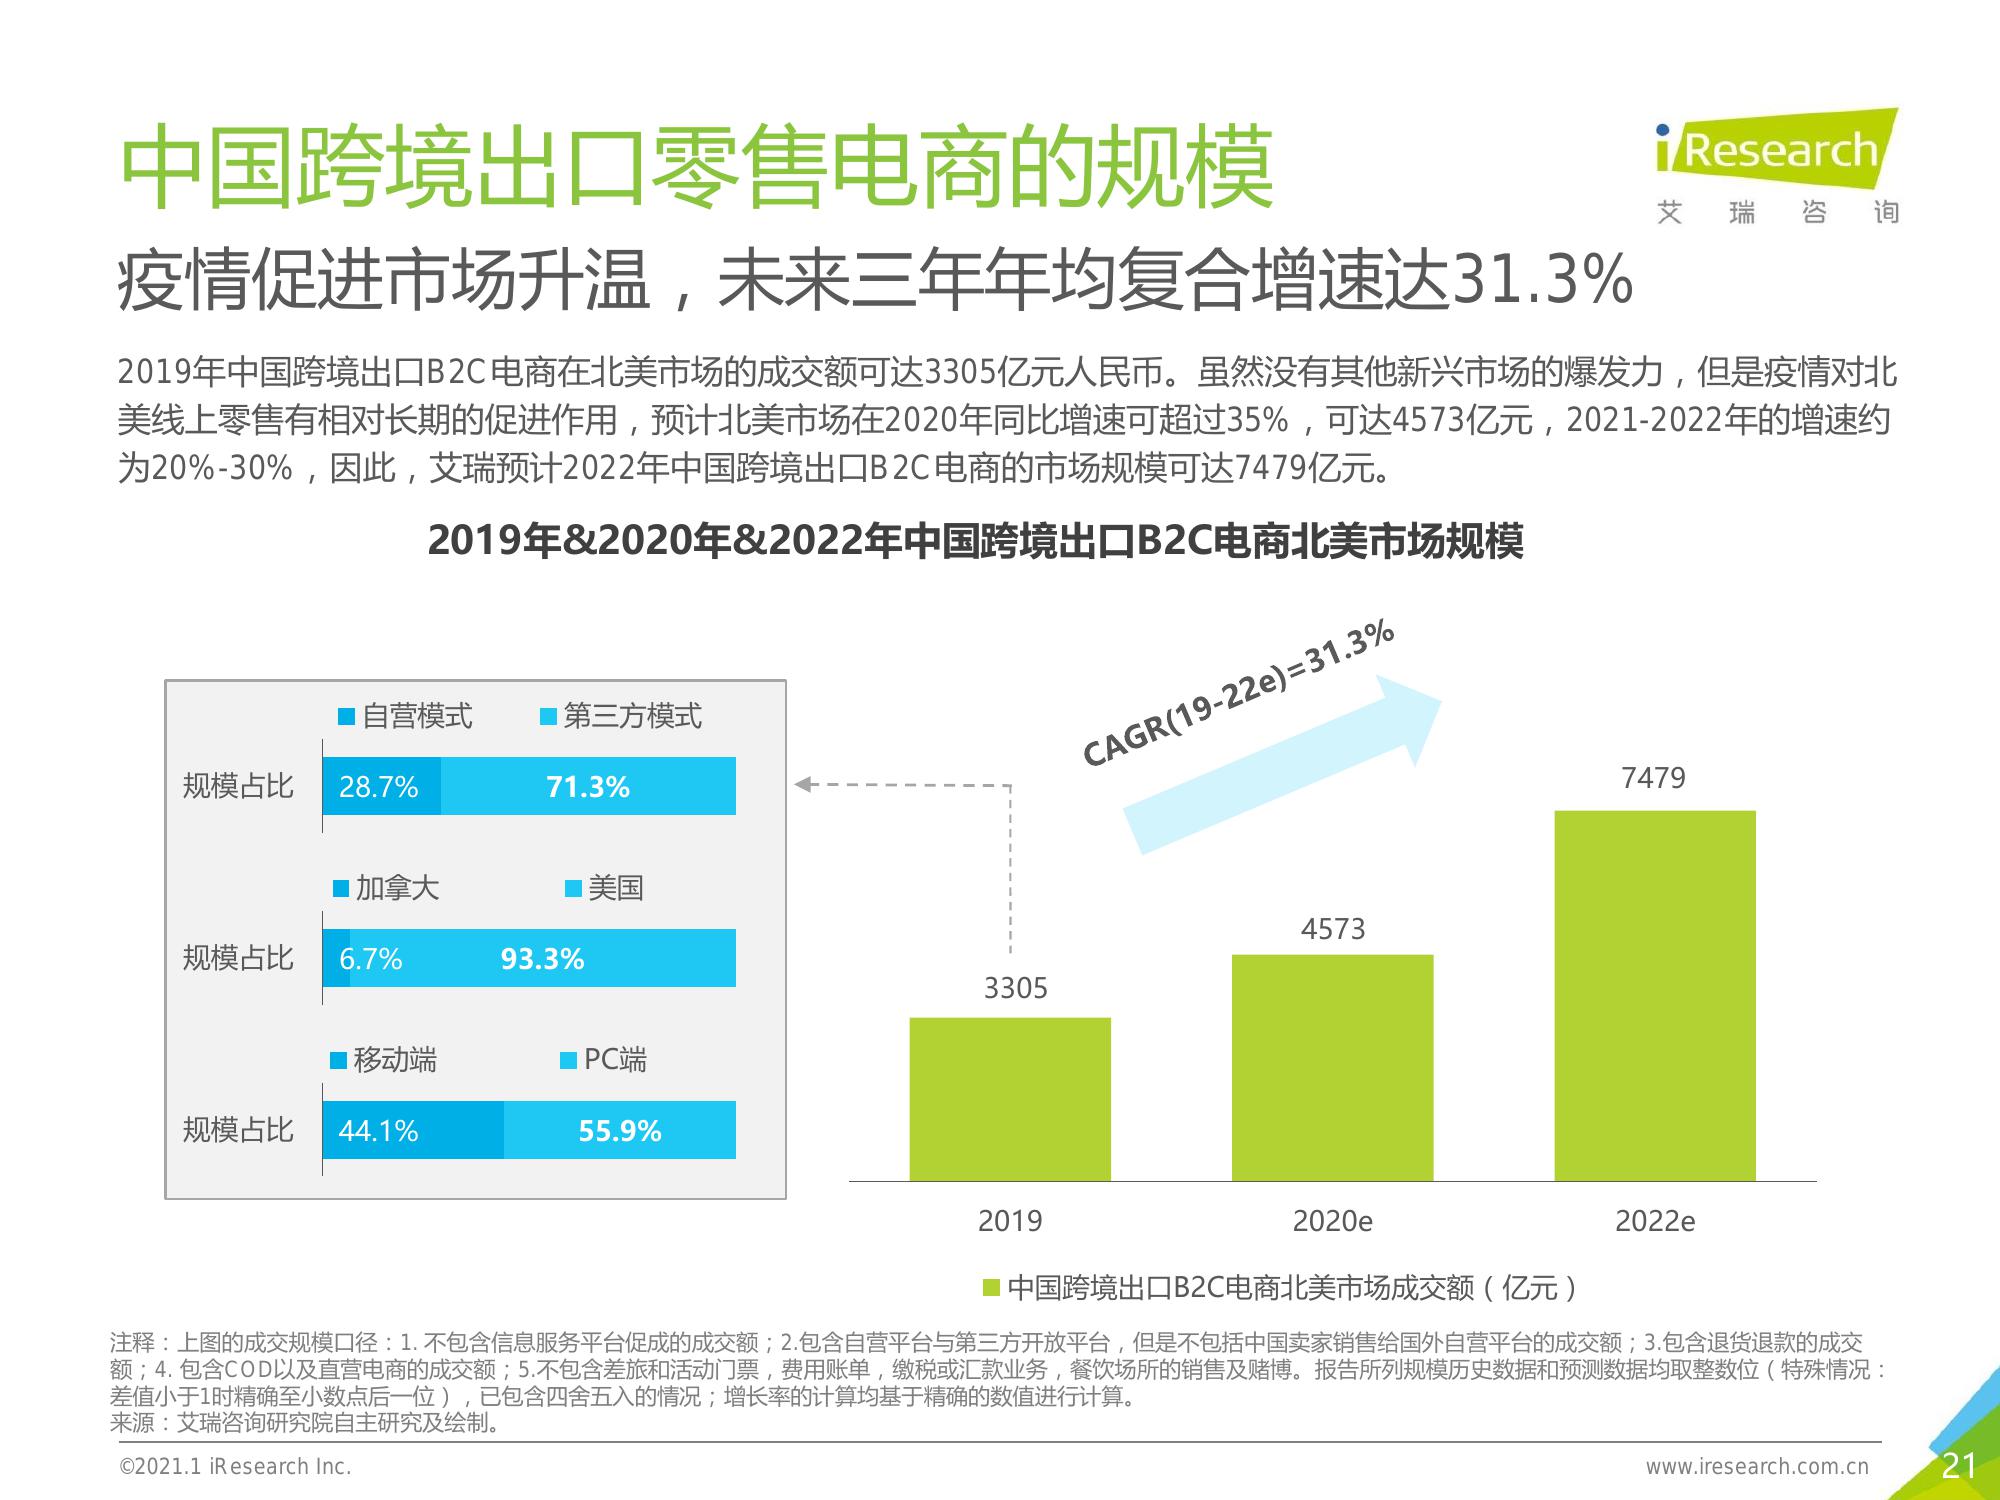 中国跨境出口零售电商的规模
iResearch
艾瑞咨询
疫情促进市场升温，未来三年年均复合增速达31.3%
2019年中国跨境出口B2C电商在北美市场的成交额可达3305亿元人民币。虽然没有其他新兴市场的爆发力，但是疫情对北
美线上零售有相对长期的促进作用，预计北美市场在2020年同比增速可超过35%，可达4573亿元，2021-2022年的增速约
为20%-30%，因此，艾瑞预计2022年中国跨境出口B2C电商的市场规模可达7479亿元。
2019年&2020年&2022年中国跨境出口B2C电商北美市场规模
自营模式 第三方模式
规模占比 28.7% 71.3%
加拿大 美国
规模占比 6.7% 93.3%
移动端 PC端
规模占比 44.1% 55.9%
CAGR(19-22e)=31.3%
3305 4573 7479
2019 2020e 2022e
中国跨境出口B2C电商北美市场成交额（亿元）
注释：上图的成交规模口径：1. 不包含信息服务平台促成的成交额；2.包含自营平台与第三方开放平台，但是不包括中国卖家销售给国外自营平台的成交额；3.包含退货退款的成交
额；4. 包含COD以及直营电商的成交额；5.不包含差旅和活动门票，费用账单，缴税或汇款业务，餐饮场所的销售及赌博。报告所列规模历史数据和预测数据均取整数位（特殊情况：
差值小于1时精确至小数点后一位），已包含四舍五入的情况；增长率的计算均基于精确的数值进行计算。
来源：艾瑞咨询研究院自主研究及绘制。
©2021.1 iResearch Inc.
www.iresearch.com.cn
21